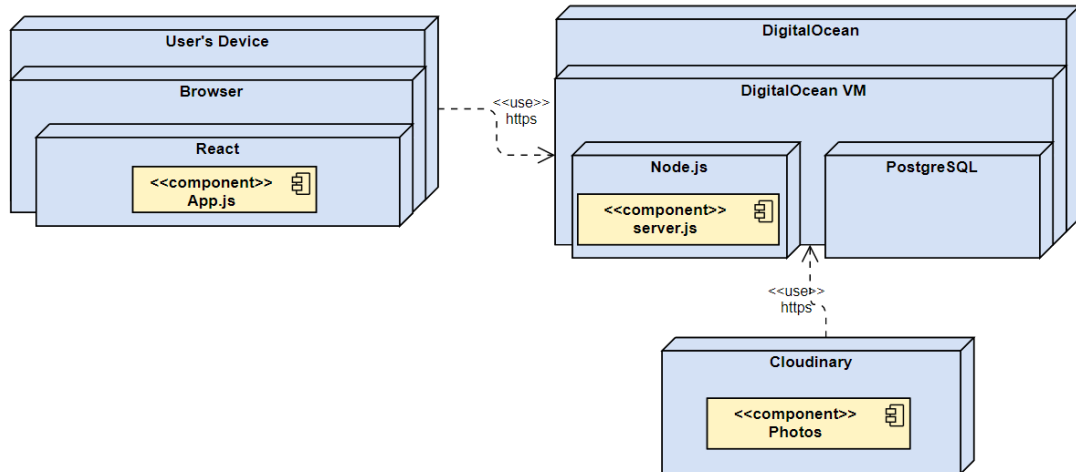 User's Device
Browser
React
<<component>>
App.js
<<use>>
https
DigitalOcean
DigitalOcean VM
Node.js
<<component>>
server.js
PostgreSQL
<<use>>
https
Cloudinary
<<component>>
Photos